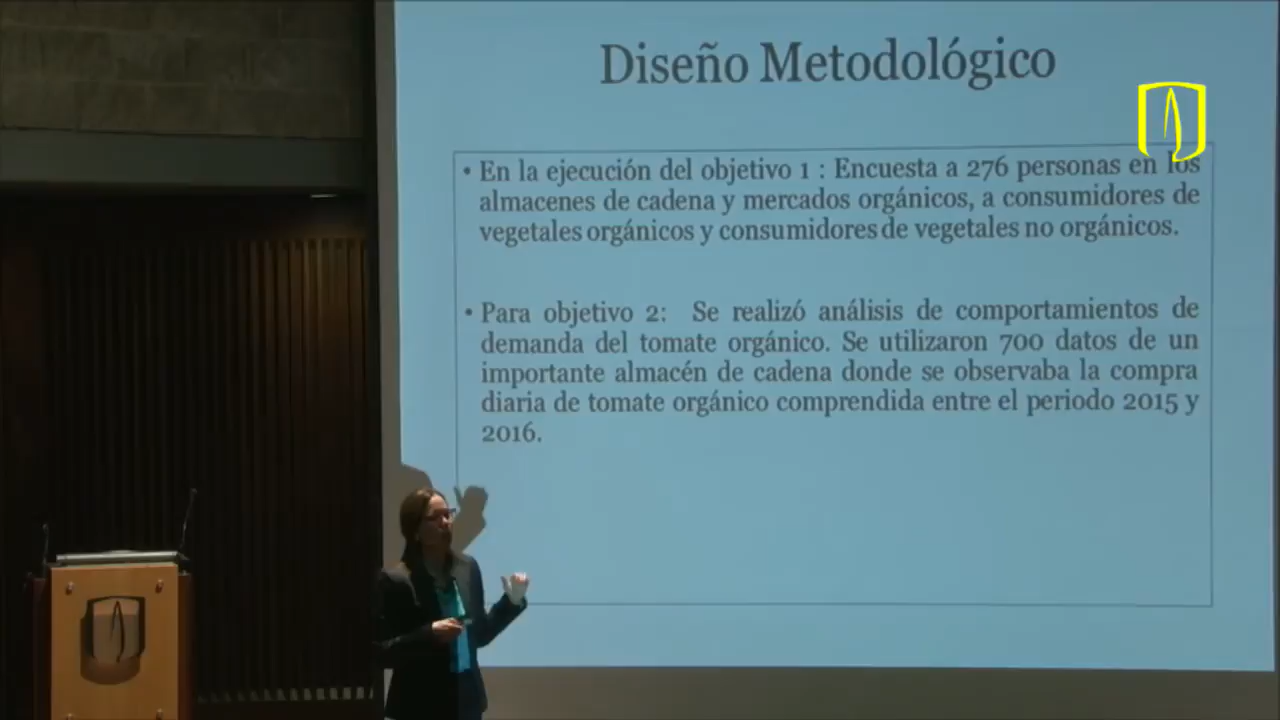 Diseño Metodológico
• En la ejecución del objetivo 1 : Encuesta a 276 personas en los
almacenes de cadena y mercados orgánicos, a consumidores de
vegetales orgánicos y consumidores de vegetales no orgánicos.
• Para objetivo 2: Se realizó análisis de comportamientos de
demanda del tomate orgánico. Se utilizaron 700 datos de un
importante almacén de cadena donde se observaba la compra
diaria de tomate orgánico comprendida entre el periodo 2015 y
2016.